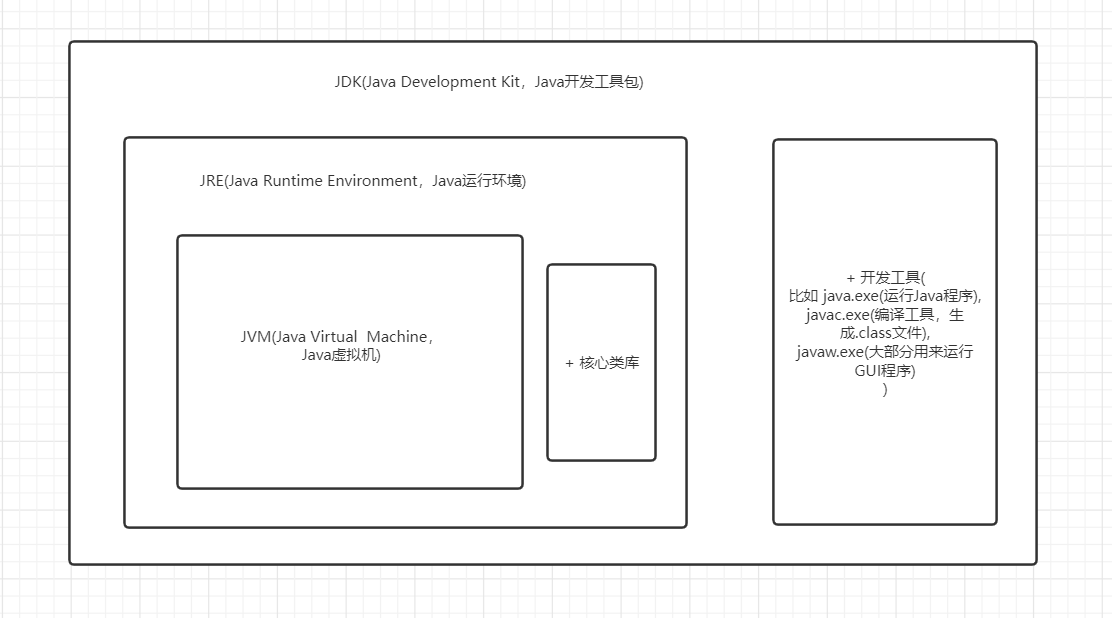 JDK(Java Development Kit，Java开发工具包)
JRE(Java Runtime Environment，Java运行环境)
JVM(Java Virtual  Machine，
Java虚拟机)
+ 核心类库
+ 开发工具(
比如 java.exe(运行Java程序),
javac.exe(编译工具，生
成.class文件),
javaw.exe(大部分用来运行
GUI程序)
)